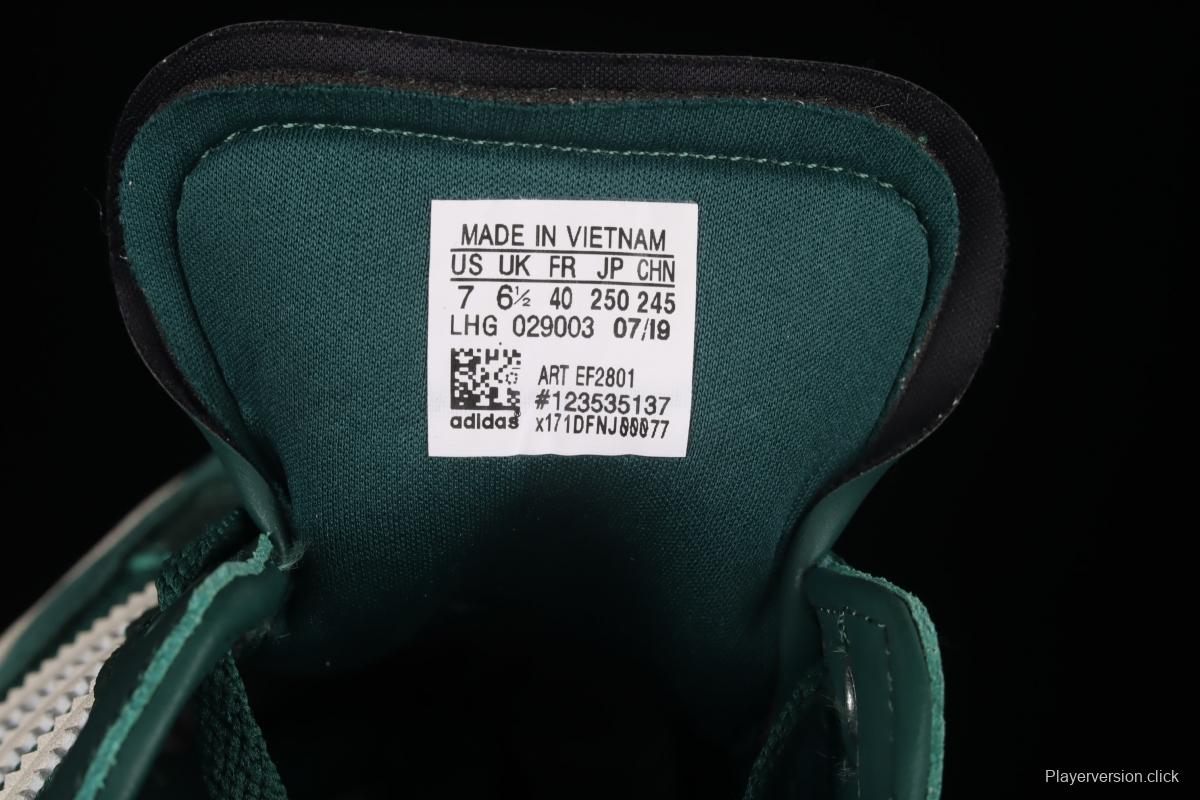 MADE IN VIETNAM
US UK FR JP CHN
7 6½ 40 250 245
LHG 029003 07/19
ART EF2801
#123535137
adidas x171DFNJ00077
Playerversion.click